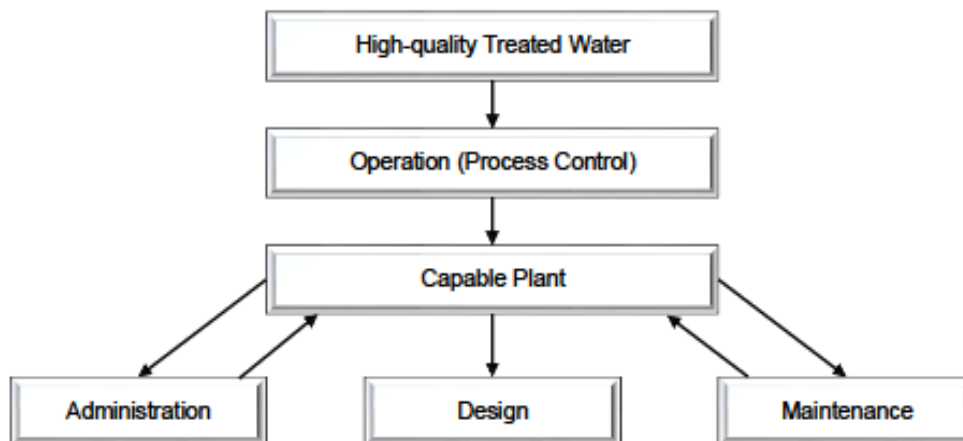 High-quality Treated Water
Operation (Process Control)
Capable Plant
Administration
Design
Maintenance